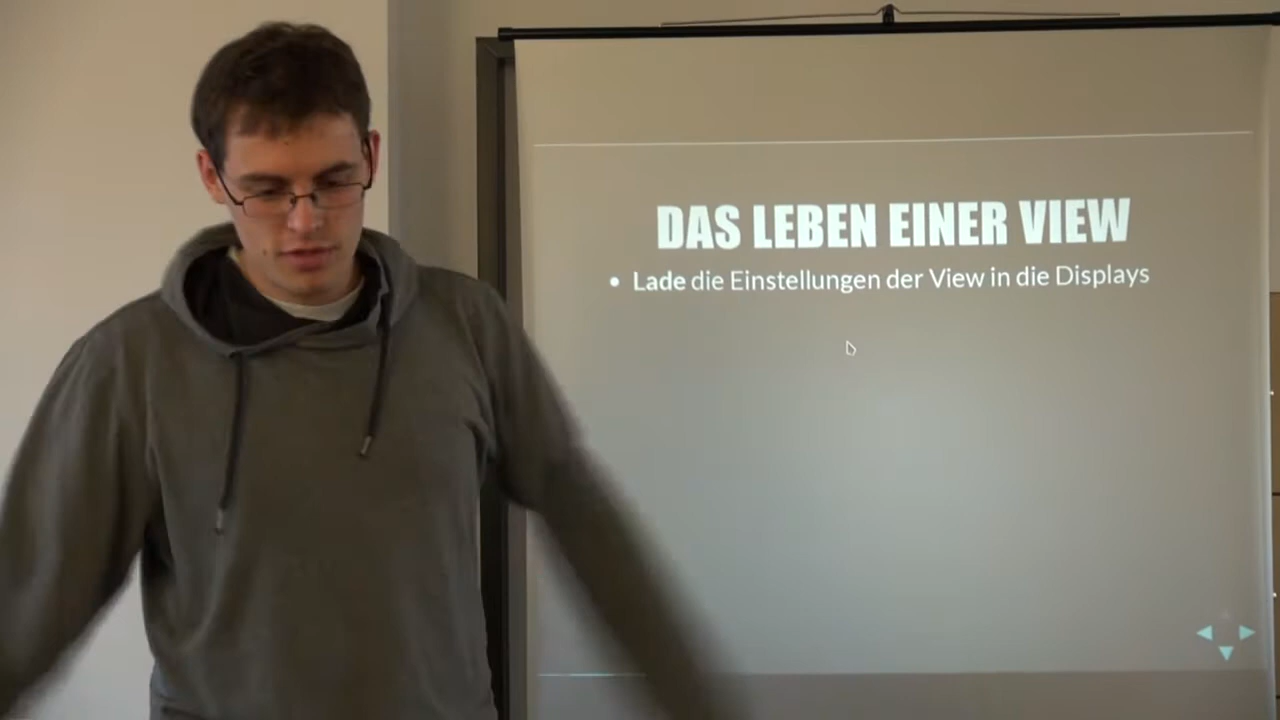 DAS LEBEN EINER VIEW
• Lade die Einstellungen der View in die Displays